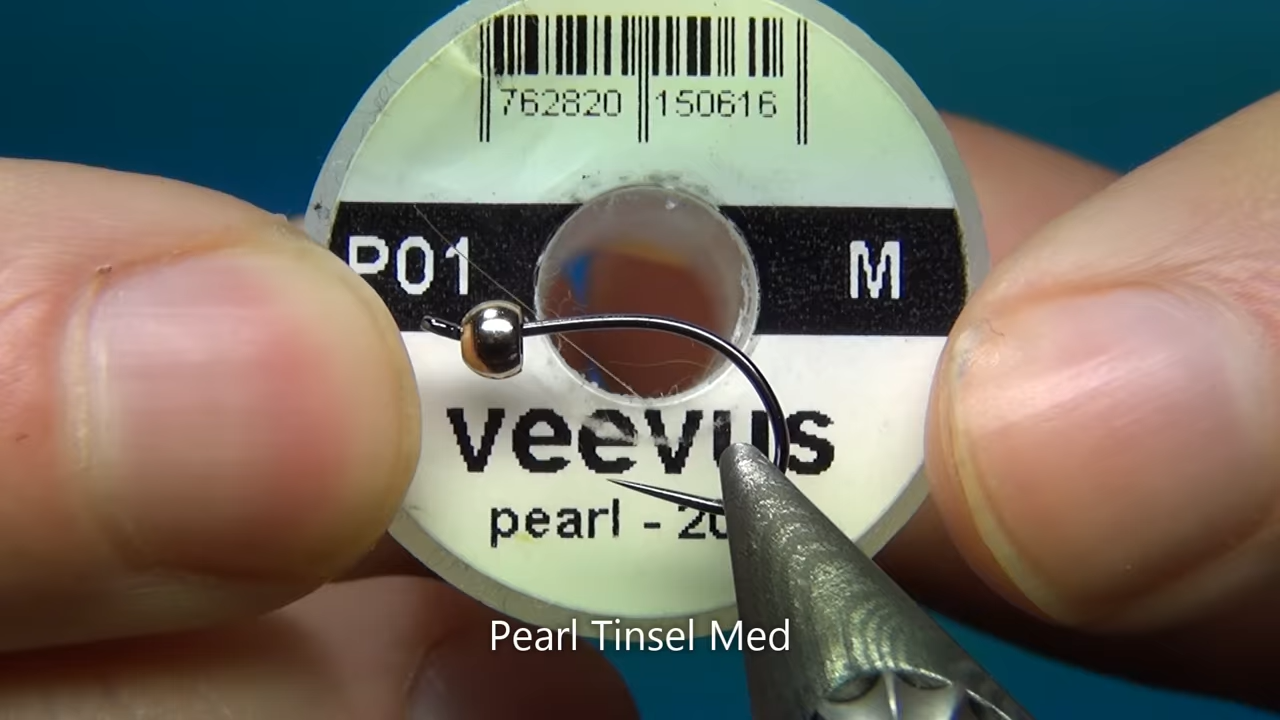 762820 150616
P01 M
veevus
pearl - 20
Pearl Tinsel Med